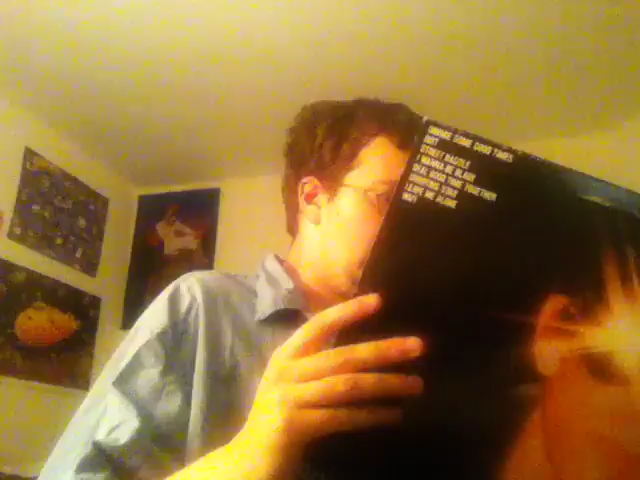 GIMMIE SOME GOOD TIMES
DIRT
STREET HASSLE
I WANNA BE BLACK
REAL GOOD TIME TOGETHER
SHOOTING STAR
LEAVE ME ALONE
WAIT